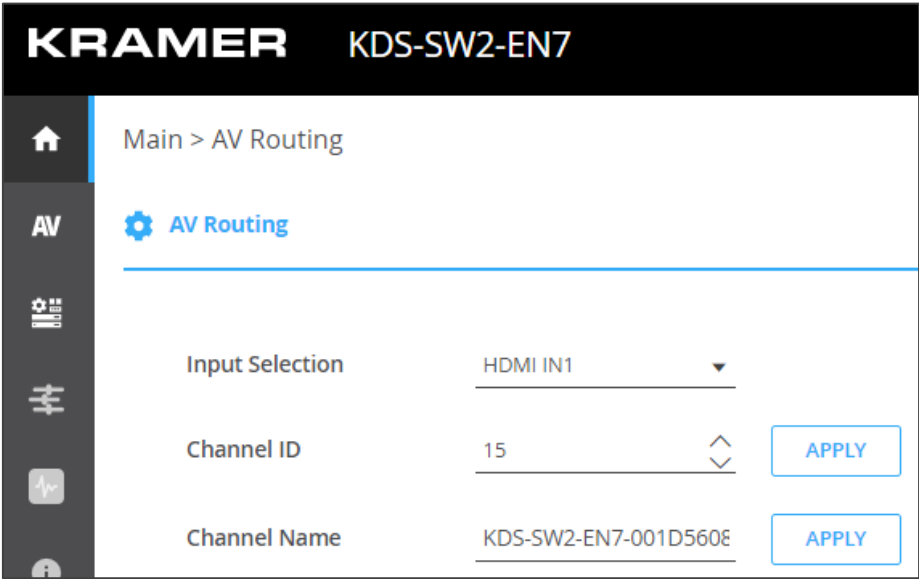 KRAMER KDS-SW2-EN7
Main > AV Routing
AV
AV Routing
Input Selection HDMI IN1
Channel ID 15 APPLY
Channel Name KDS-SW2-EN7-001D5608 APPLY